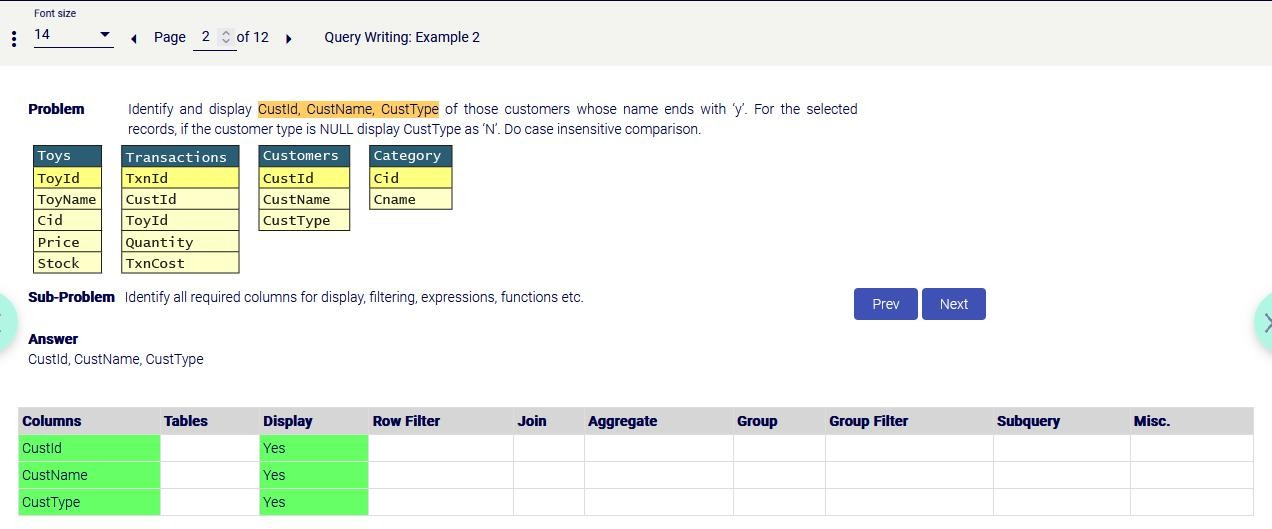 Font size
14 Page 2 of 12 Query Writing: Example 2
Problem Identify and display CustId, CustName, CustType of those customers whose name ends with ‘y’. For the selected
records, if the customer type is NULL display CustType as ‘N’. Do case insensitive comparison.
Toys Transactions Customers Category
ToyId TxnId CustId Cid
ToyName CustId CustName Cname
Cid ToyId CustType
Price Quantity
Stock TxnCost
Sub-Problem Identify all required columns for display, filtering, expressions, functions etc.
Prev Next
Answer
CustId, CustName, CustType
Columns Tables Display Row Filter Join Aggregate Group Group Filter Subquery Misc.
CustId Yes
CustName Yes
CustType Yes